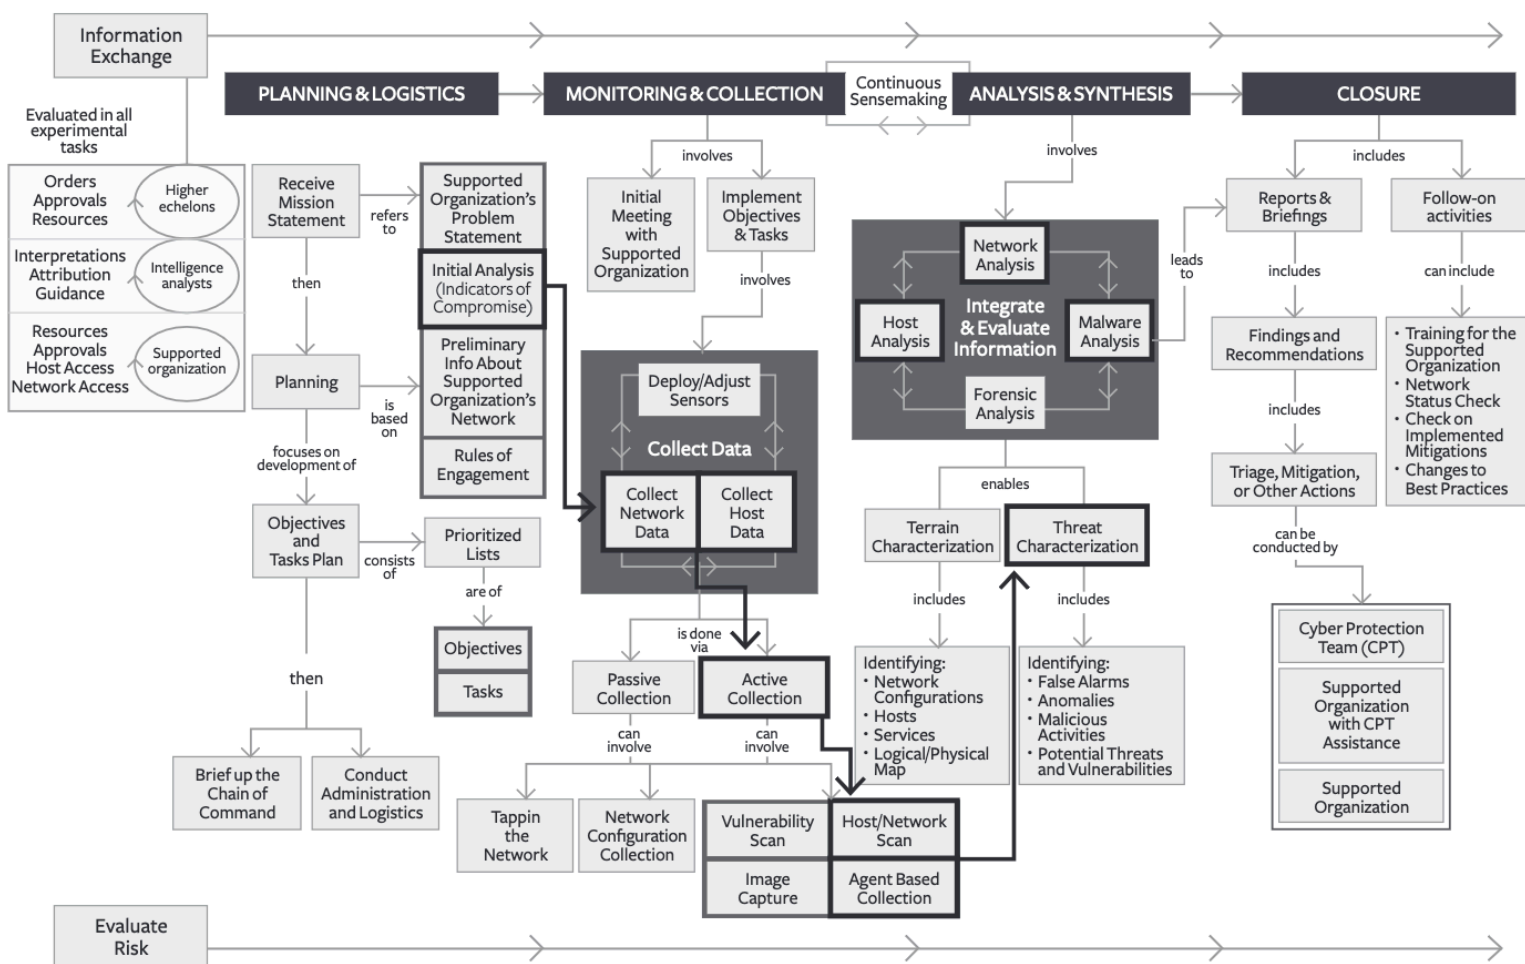 Information
Exchange
PLANNING & LOGISTICS
MONITORING & COLLECTION
Continuous
Sensemaking
ANALYSIS & SYNTHESIS
CLOSURE
Evaluated in all
experimental
tasks
Orders
Approvals
Resources
Higher
echelons
Interpretations
Attribution
Guidance
Intelligence
analysts
Resources
Approvals
Host Access
Network Access
Supported
organization
Receive
Mission
Statement
refers
to
Supported
Organization's
Problem
Statement
Initial Analysis
(Indicators of
Compromise)
Preliminary
Info About
Supported
Organization's
Network
Rules of
Engagement
then
Planning
is
based
on
focuses on
development of
Objectives
and
Tasks Plan
consists
of
Prioritized
Lists
are of
Objectives
Tasks
then
Brief up the
Chain of
Command
Conduct
Administration
and Logistics
involves
Initial
Meeting
with
Supported
Organization
Implement
Objectives
& Tasks
involves
Deploy/Adjust
Sensors
Collect Data
Collect
Network
Data
Collect
Host
Data
is done
via
Passive
Collection
Active
Collection
can
involve
can
involve
Tappin
the
Network
Network
Configuration
Collection
Vulnerability
Scan
Host/Network
Scan
Image
Capture
Agent Based
Collection
involves
Network
Analysis
Host
Analysis
Integrate
& Evaluate
Information
Malware
Analysis
Forensic
Analysis
leads
to
enables
Terrain
Characterization
Threat
Characterization
includes
includes
Identifying:
• Network
Configurations
• Hosts
• Services
• Logical/Physical
Map
Identifying:
• False Alarms
• Anomalies
• Malicious
Activities
• Potential Threats
and Vulnerabilities
includes
Reports &
Briefings
Follow-on
activities
includes
can include
Findings and
Recommendations
• Training for the
Supported
Organization
• Network
Status Check
• Check on
Implemented
Mitigations
• Changes to
Best Practices
includes
Triage, Mitigation,
or Other Actions
can be
conducted by
Cyber Protection
Team (CPT)
Supported
Organization
with CPT
Assistance
Supported
Organization
Evaluate
Risk